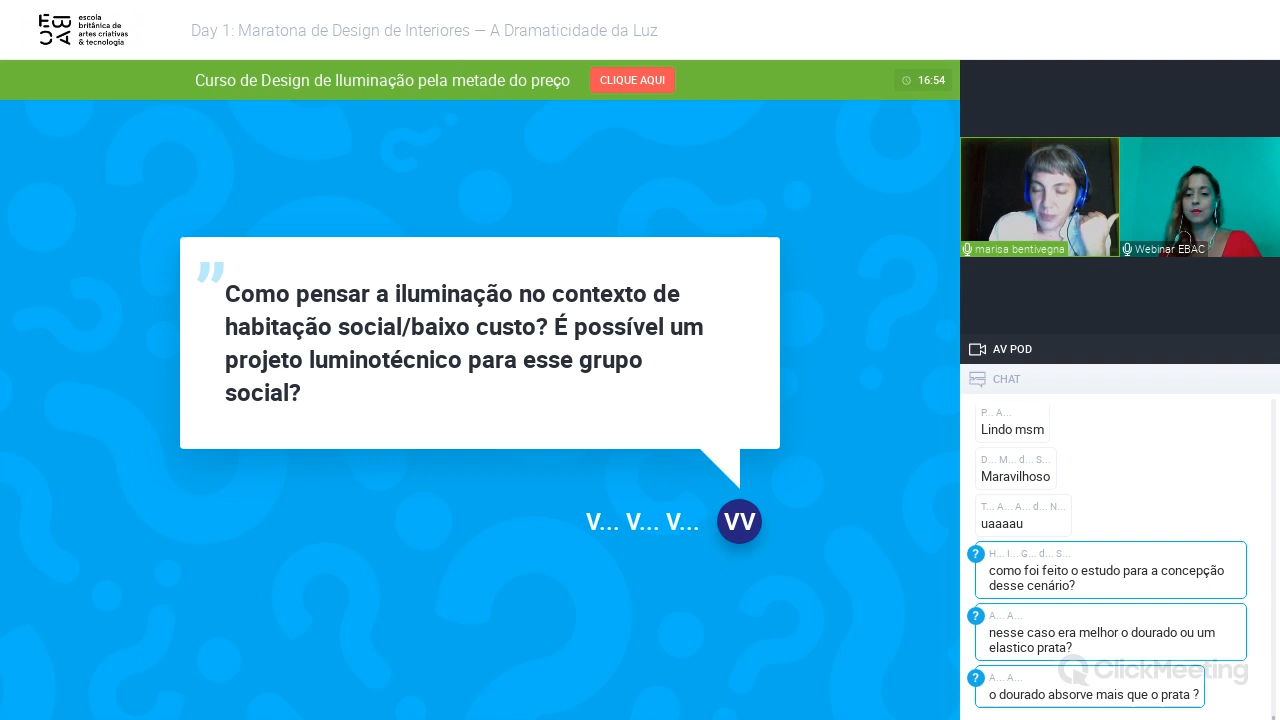 EBAC
escola
britânica de
artes criativas
& tecnologia
Day 1: Maratona de Design de Interiores — A Dramaticidade da Luz
Curso de Design de Iluminação pela metade do preço
CLIQUE AQUI
16:54
”
Como pensar a iluminação no contexto de
habitação social/baixo custo? É possível um
projeto luminotécnico para esse grupo
social?
V... V... V...
VV
marisa bentivegna
Webinar EBAC
AV POD
CHAT
P... A...
Lindo msm
D... M... d... S...
Maravilhoso
T... A... A... d... N...
uaaaau
?
H... I... G... d... S...
como foi feito o estudo para a concepção
desse cenário?
?
A... A...
nesse caso era melhor o dourado ou um
elastico prata?
?
A... A...
o dourado absorve mais que o prata ?
ClickMeeting